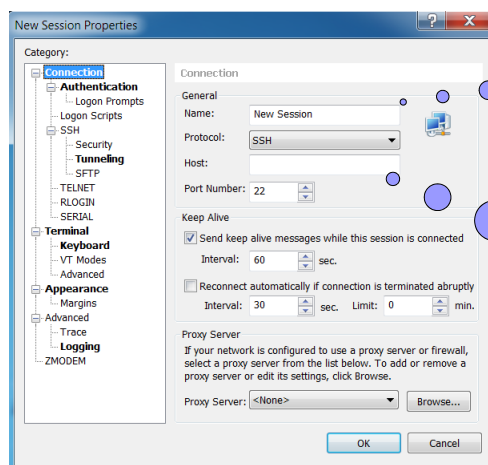 New Session Properties
?
X
Category:
Connection
Authentication
Logon Prompts
Logon Scripts
SSH
Security
Tunneling
SFTP
TELNET
RLOGIN
SERIAL
Terminal
Keyboard
VT Modes
Advanced
Appearance
Margins
Advanced
Trace
Logging
ZMODEM
Connection
General
Name: New Session
Protocol: SSH
Host:
Port Number: 22
Keep Alive
Send keep alive messages while this session is connected
Interval: 60 sec.
Reconnect automatically if connection is terminated abruptly
Interval: 30 sec. Limit: 0 min.
Proxy Server
If your network is configured to use a proxy server or firewall,
select a proxy server from the list below. To add or remove a
proxy server or edit its settings, click Browse.
Proxy Server: <None> Browse...
OK Cancel